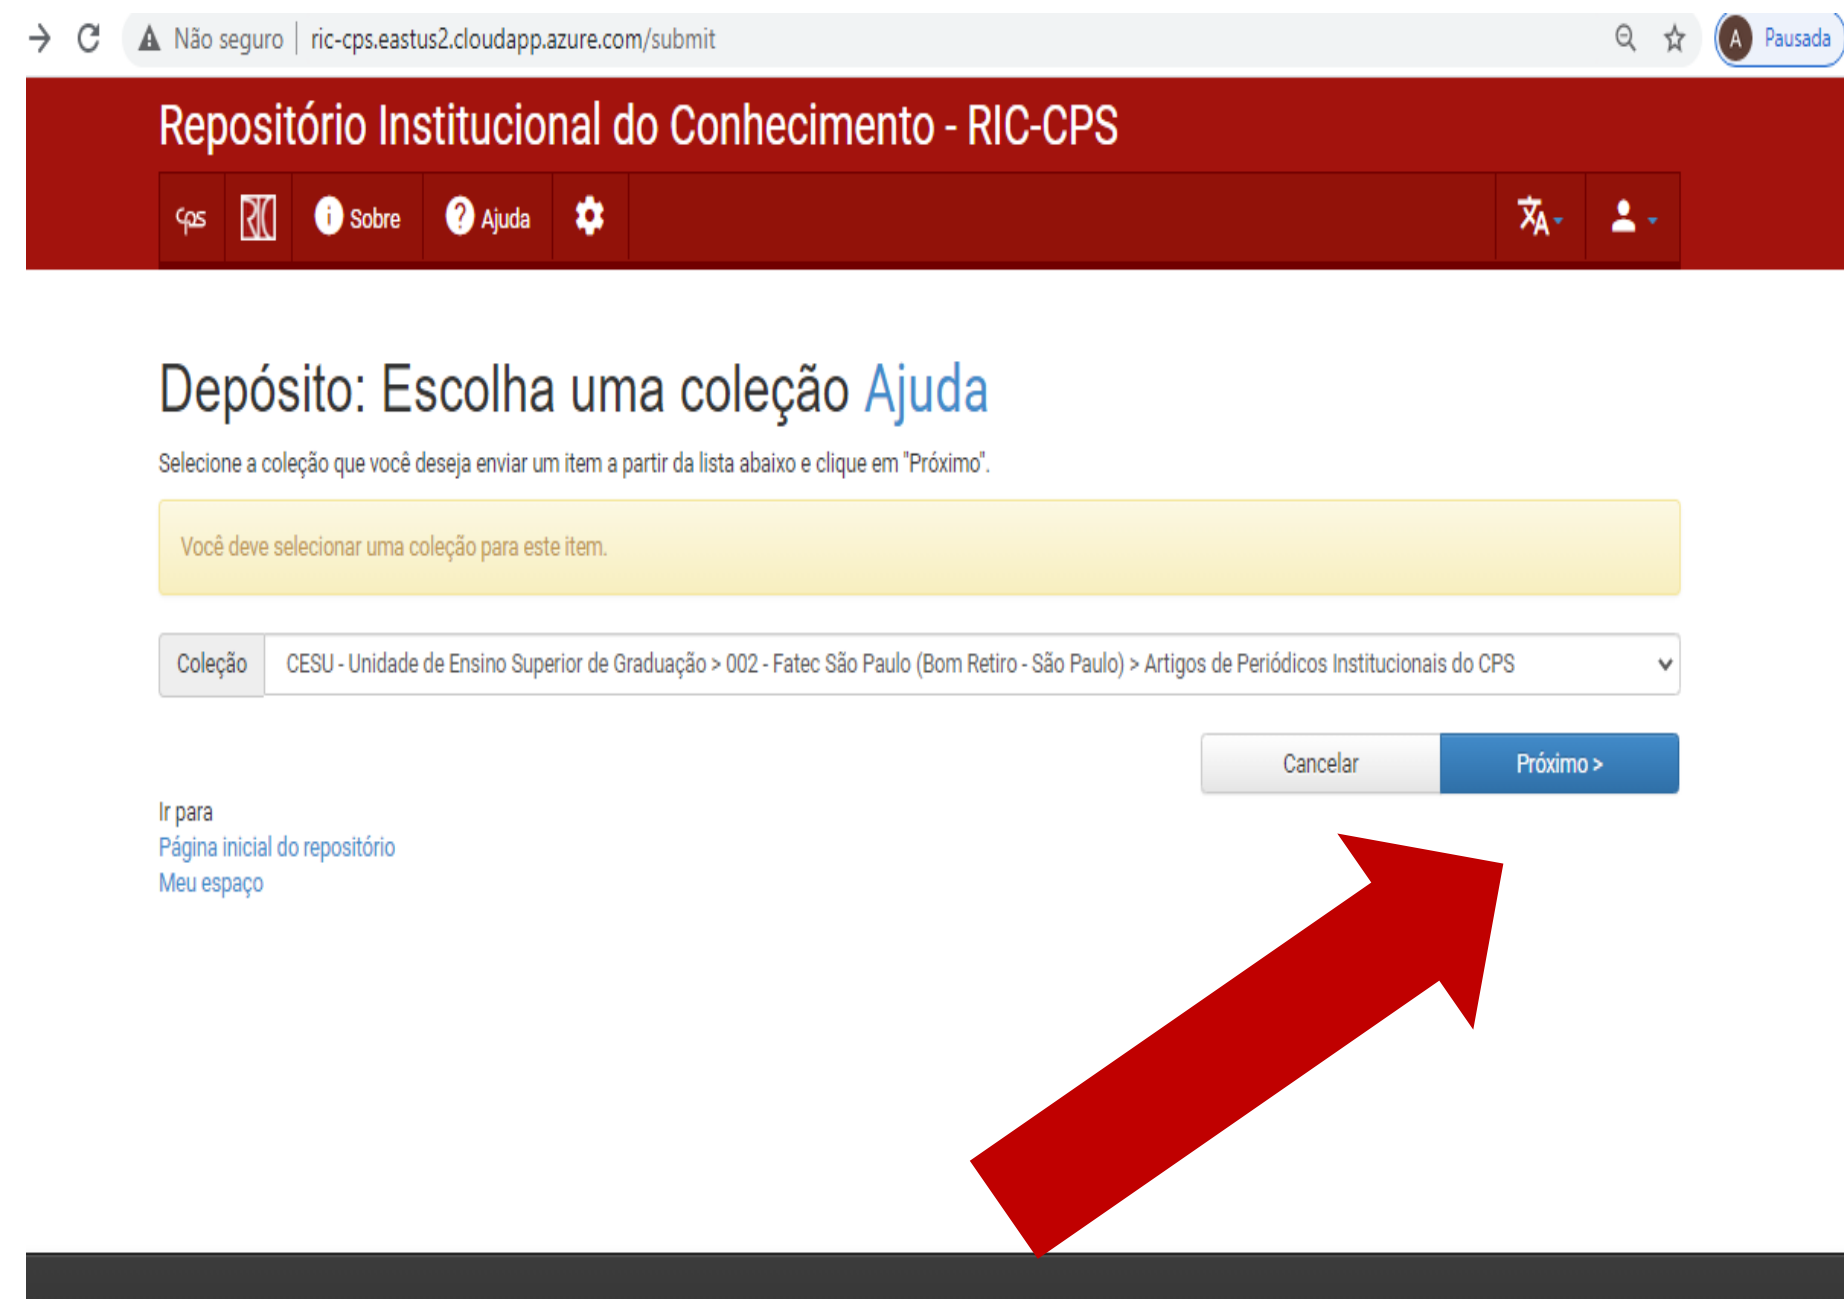 Não seguro | ric-cps.eastus2.cloudapp.azure.com/submit A Pausada
Repositório Institucional do Conhecimento - RIC-CPS
cps RIC i Sobre ? Ajuda 文A
Depósito: Escolha uma coleção Ajuda
Selecione a coleção que você deseja enviar um item a partir da lista abaixo e clique em "Próximo".
Você deve selecionar uma coleção para este item.
Coleção CESU - Unidade de Ensino Superior de Graduação > 002 - Fatec São Paulo (Bom Retiro - São Paulo) > Artigos de Periódicos Institucionais do CPS
Cancelar Próximo >
Ir para
Página inicial do repositório
Meu espaço